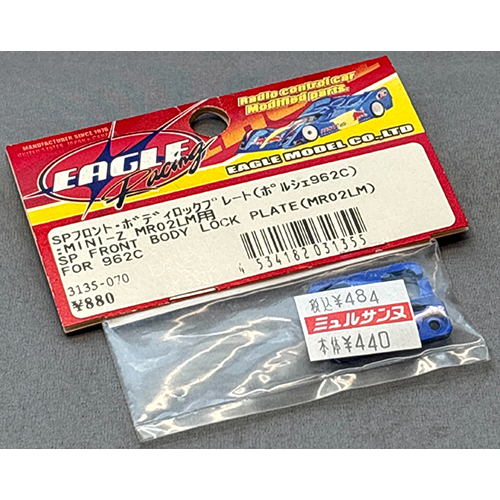 Radio control car
Modified parts.
MANUFACTURER SINCE 1976
EAGLE
Racing
EAGLE MODEL CO.,LTD
SPフロント・ボディロックプレート(ポルシェ962C)
:MINI-Z MR02LM用
SP FRONT BODY LOCK PLATE(MR02LM)
FOR 962C
3135-070
¥880
4 534182 031355
税込¥484
ミュルサンヌ
本体¥440